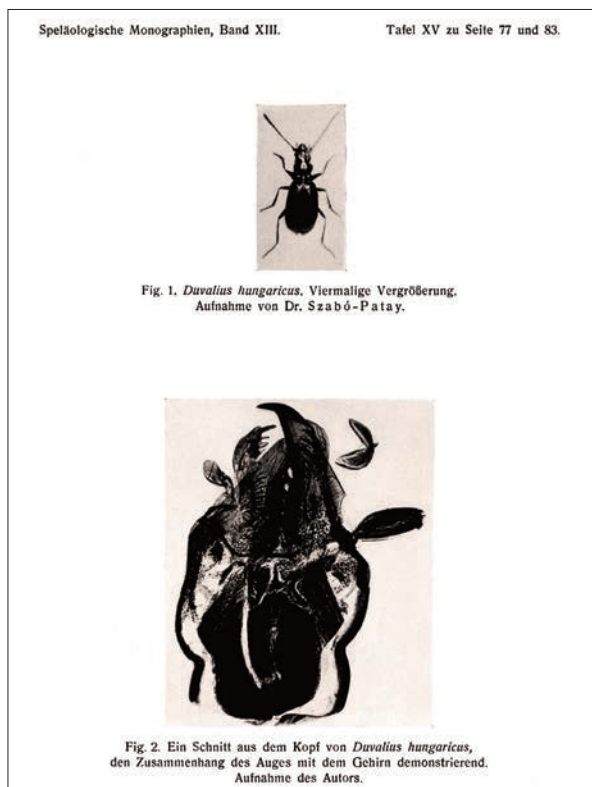 Speläologische Monographien, Band XIII. Tafel XV zu Seite 77 und 83.
Fig. 1. Duvalius hungaricus. Viermalige Vergrößerung.
Aufnahme von Dr. Szabó-Patay.
Fig. 2. Ein Schnitt aus dem Kopf von Duvalius hungaricus,
den Zusammenhang des Auges mit dem Gehirn demonstrierend.
Aufnahme des Autors.